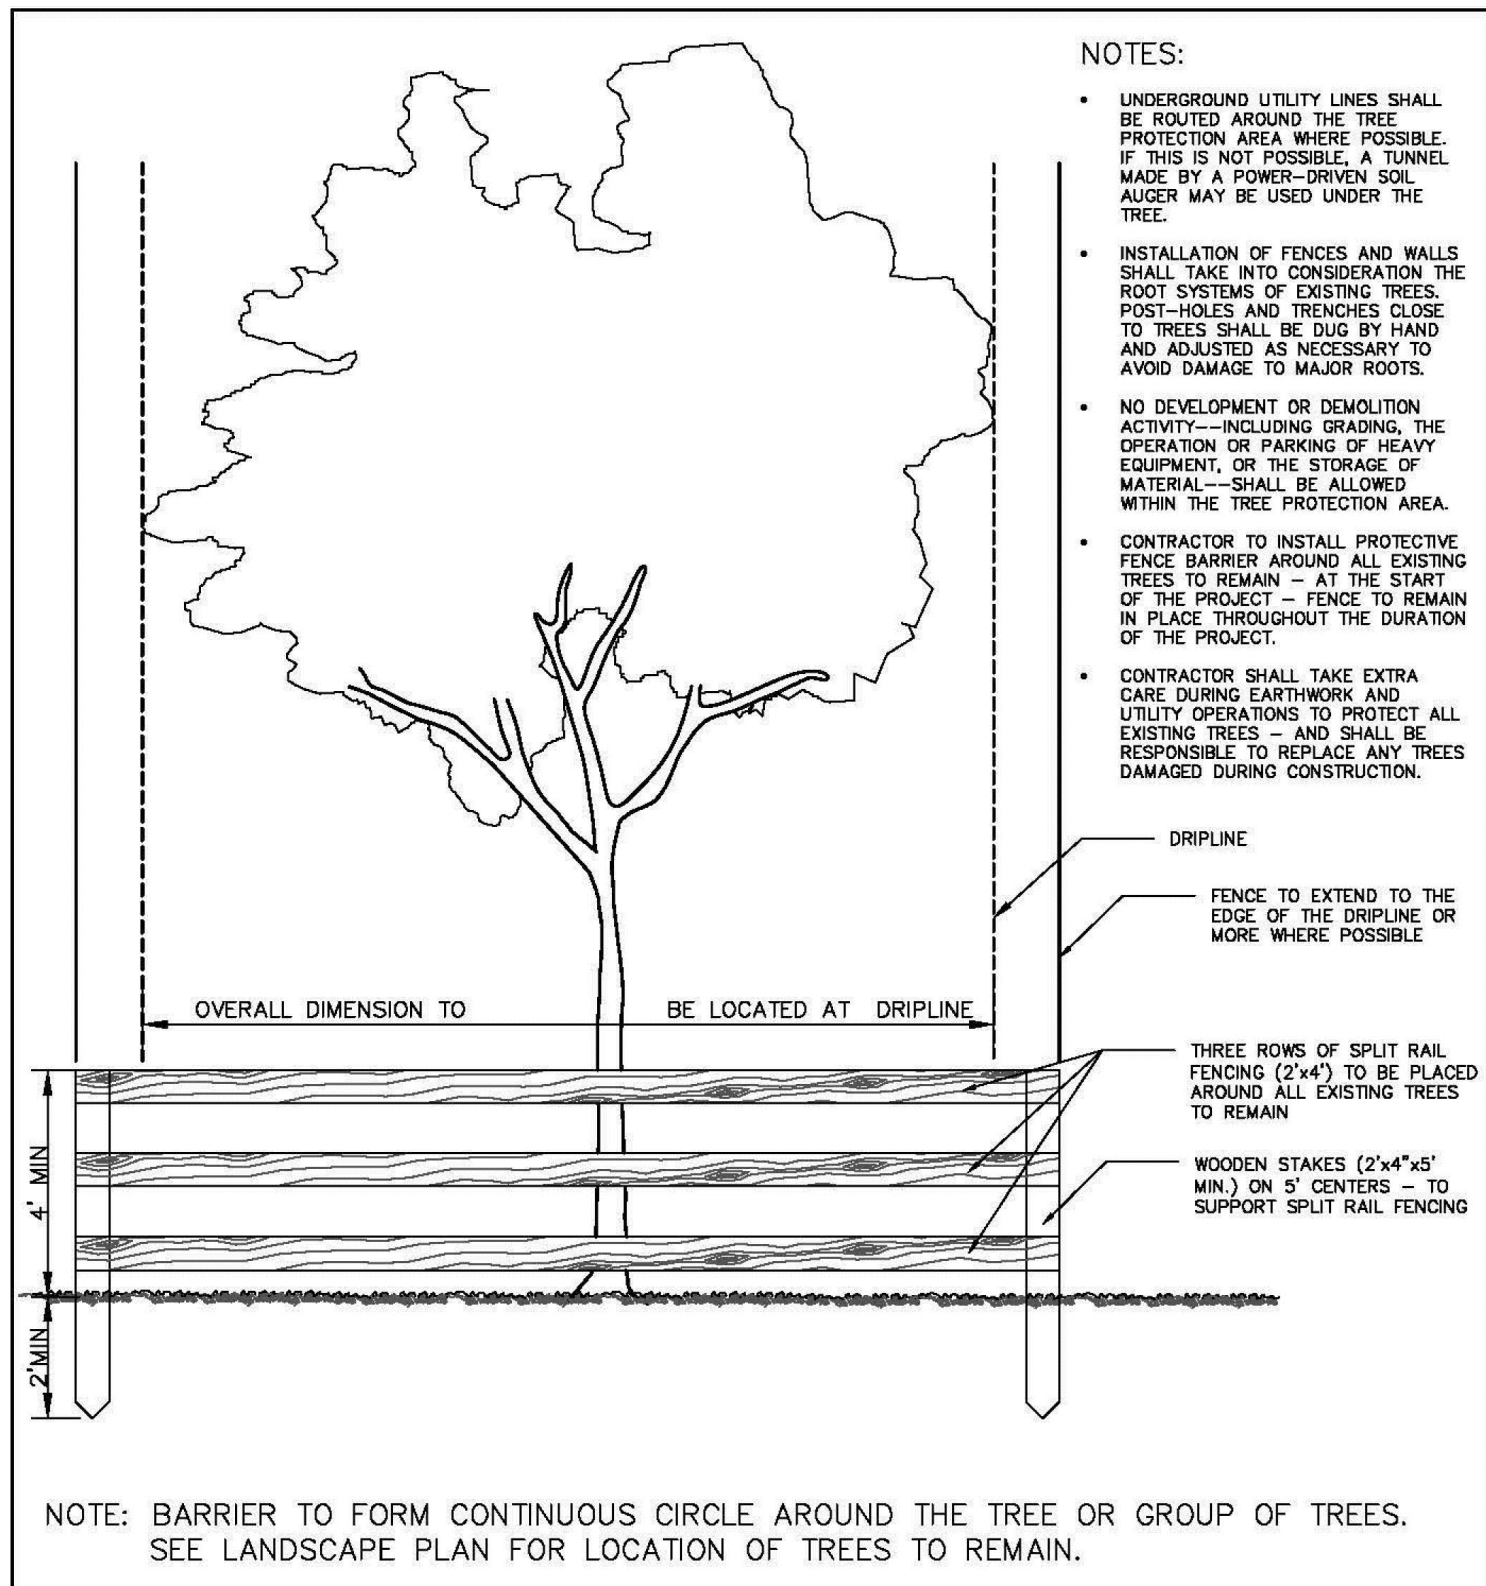 NOTES:
• UNDERGROUND UTILITY LINES SHALL
BE ROUTED AROUND THE TREE
PROTECTION AREA WHERE POSSIBLE.
IF THIS IS NOT POSSIBLE, A TUNNEL
MADE BY A POWER-DRIVEN SOIL
AUGER MAY BE USED UNDER THE
TREE.
• INSTALLATION OF FENCES AND WALLS
SHALL TAKE INTO CONSIDERATION THE
ROOT SYSTEMS OF EXISTING TREES.
POST-HOLES AND TRENCHES CLOSE
TO TREES SHALL BE DUG BY HAND
AND ADJUSTED AS NECESSARY TO
AVOID DAMAGE TO MAJOR ROOTS.
• NO DEVELOPMENT OR DEMOLITION
ACTIVITY--INCLUDING GRADING, THE
OPERATION OR PARKING OF HEAVY
EQUIPMENT, OR THE STORAGE OF
MATERIAL--SHALL BE ALLOWED
WITHIN THE TREE PROTECTION AREA.
• CONTRACTOR TO INSTALL PROTECTIVE
FENCE BARRIER AROUND ALL EXISTING
TREES TO REMAIN - AT THE START
OF THE PROJECT - FENCE TO REMAIN
IN PLACE THROUGHOUT THE DURATION
OF THE PROJECT.
• CONTRACTOR SHALL TAKE EXTRA
CARE DURING EARTHWORK AND
UTILITY OPERATIONS TO PROTECT ALL
EXISTING TREES - AND SHALL BE
RESPONSIBLE TO REPLACE ANY TREES
DAMAGED DURING CONSTRUCTION.
DRIPLINE
FENCE TO EXTEND TO THE
EDGE OF THE DRIPLINE OR
MORE WHERE POSSIBLE
OVERALL DIMENSION TO BE LOCATED AT DRIPLINE
THREE ROWS OF SPLIT RAIL
FENCING (2'x4') TO BE PLACED
AROUND ALL EXISTING TREES
TO REMAIN
WOODEN STAKES (2'x4"x5'
MIN.) ON 5' CENTERS - TO
SUPPORT SPLIT RAIL FENCING
4' MIN
2'MIN
NOTE: BARRIER TO FORM CONTINUOUS CIRCLE AROUND THE TREE OR GROUP OF TREES.
SEE LANDSCAPE PLAN FOR LOCATION OF TREES TO REMAIN.